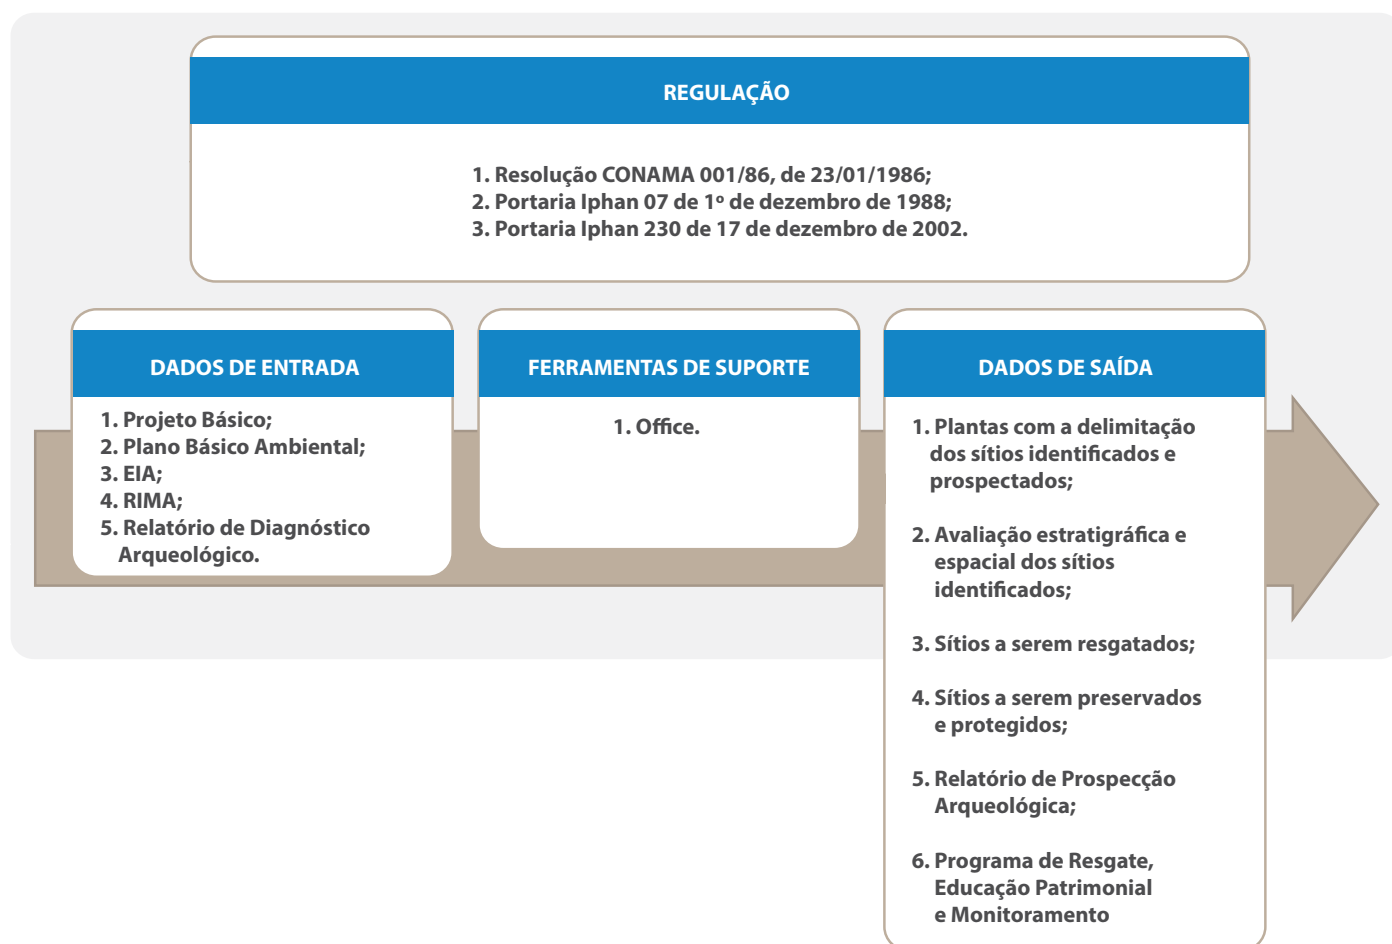 REGULAÇÃO
1. Resolução CONAMA 001/86, de 23/01/1986;
2. Portaria Iphan 07 de 1º de dezembro de 1988;
3. Portaria Iphan 230 de 17 de dezembro de 2002.
DADOS DE ENTRADA
1. Projeto Básico;
2. Plano Básico Ambiental;
3. EIA;
4. RIMA;
5. Relatório de Diagnóstico
Arqueológico.
FERRAMENTAS DE SUPORTE
1. Office.
DADOS DE SAÍDA
1. Plantas com a delimitação
dos sítios identificados e
prospectados;
2. Avaliação estratigráfica e
espacial dos sítios
identificados;
3. Sítios a serem resgatados;
4. Sítios a serem preservados
e protegidos;
5. Relatório de Prospecção
Arqueológica;
6. Programa de Resgate,
Educação Patrimonial
e Monitoramento